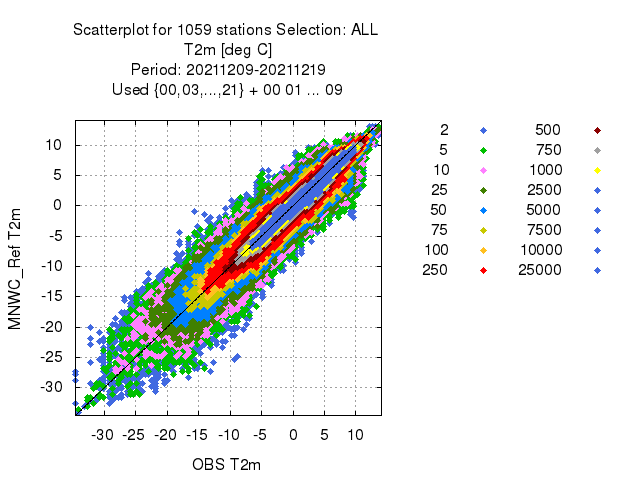 Scatterplot for 1059 stations Selection: ALL
T2m [deg C]
Period: 20211209-20211219
Used {00,03,...,21} + 00 01 ... 09
MNWC_Ref T2m
10
5
0
-5
-10
-15
-20
-25
-30
-30 -25 -20 -15 -10 -5 0 5 10
OBS T2m
2 500
5 750
10 1000
25 2500
50 5000
75 7500
100 10000
250 25000